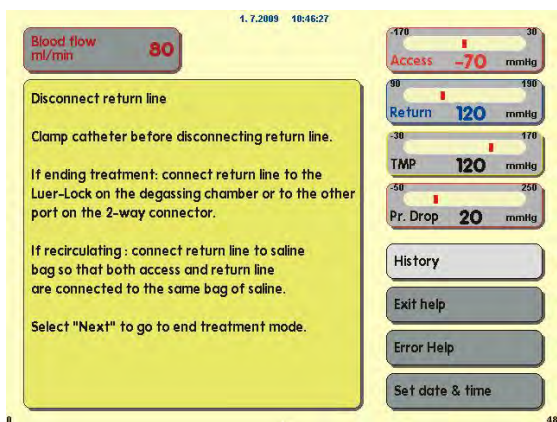 1. 7.2009 10:46:27
Blood flow
ml/min 80
Disconnect return line
Clamp catheter before disconnecting return line.
If ending treatment: connect return line to the
Luer-Lock on the degassing chamber or to the other
port on the 2-way connector.
If recirculating : connect return line to saline
bag so that both access and return line
are connected to the same bag of saline.
Select "Next" to go to end treatment mode.
-170 30
Access -70 mmHg
90 190
Return 120 mmHg
-30 170
TMP 120 mmHg
-50 250
Pr. Drop 20 mmHg
History
Exit help
Error Help
Set date & time
0 48